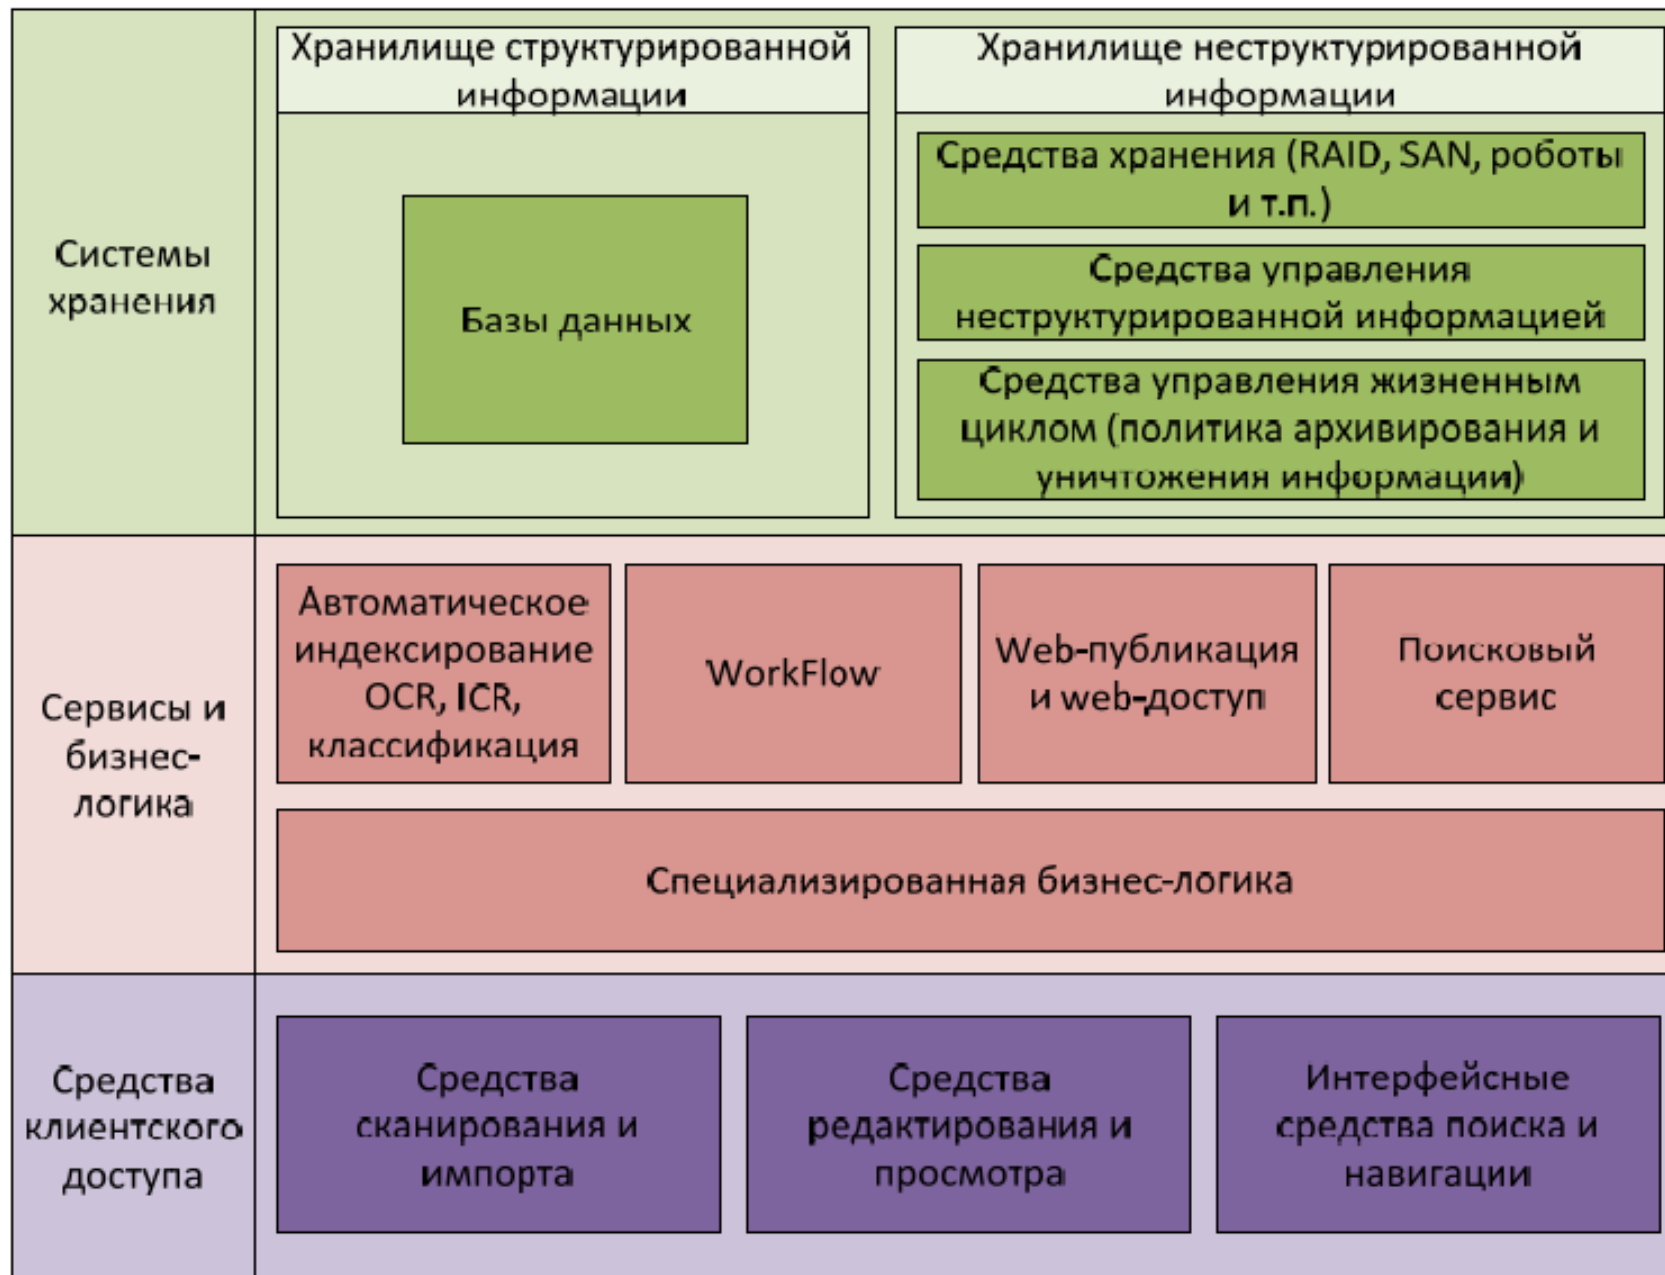 Хранилище структурированной
информации
Хранилище неструктурированной
информации
Системы
хранения
Базы данных
Средства хранения (RAID, SAN, роботы
и т.п.)
Средства управления
неструктурированной информацией
Средства управления жизненным
циклом (политика архивирования и
уничтожения информации)
Сервисы и
бизнес-
логика
Автоматическое
индексирование
OCR, ICR,
классификация
WorkFlow
Web-публикация
и web-доступ
Поисковый
сервис
Специализированная бизнес-логика
Средства
клиентского
доступа
Средства
сканирования и
импорта
Средства
редактирования и
просмотра
Интерфейсные
средства поиска и
навигации